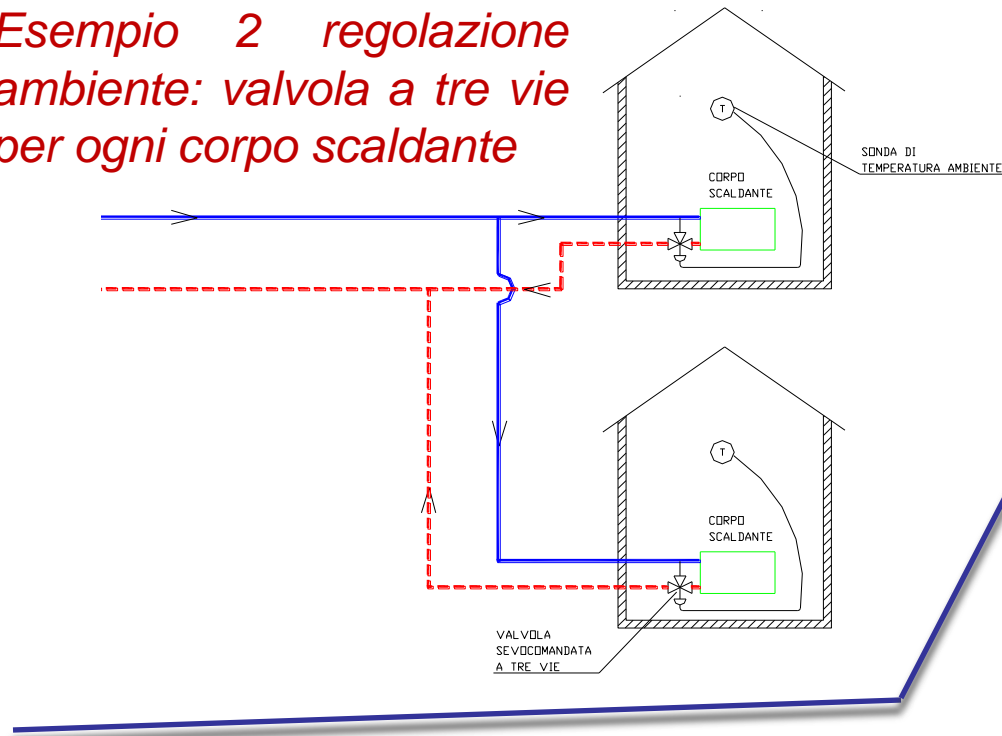 Esempio 2 regolazione
ambiente: valvola a tre vie
per ogni corpo scaldante
T
SONDA DI
TEMPERATURA AMBIENTE
CORPO
SCALDANTE
T
CORPO
SCALDANTE
VALVOLA
SEVOCOMANDATA
A TRE VIE